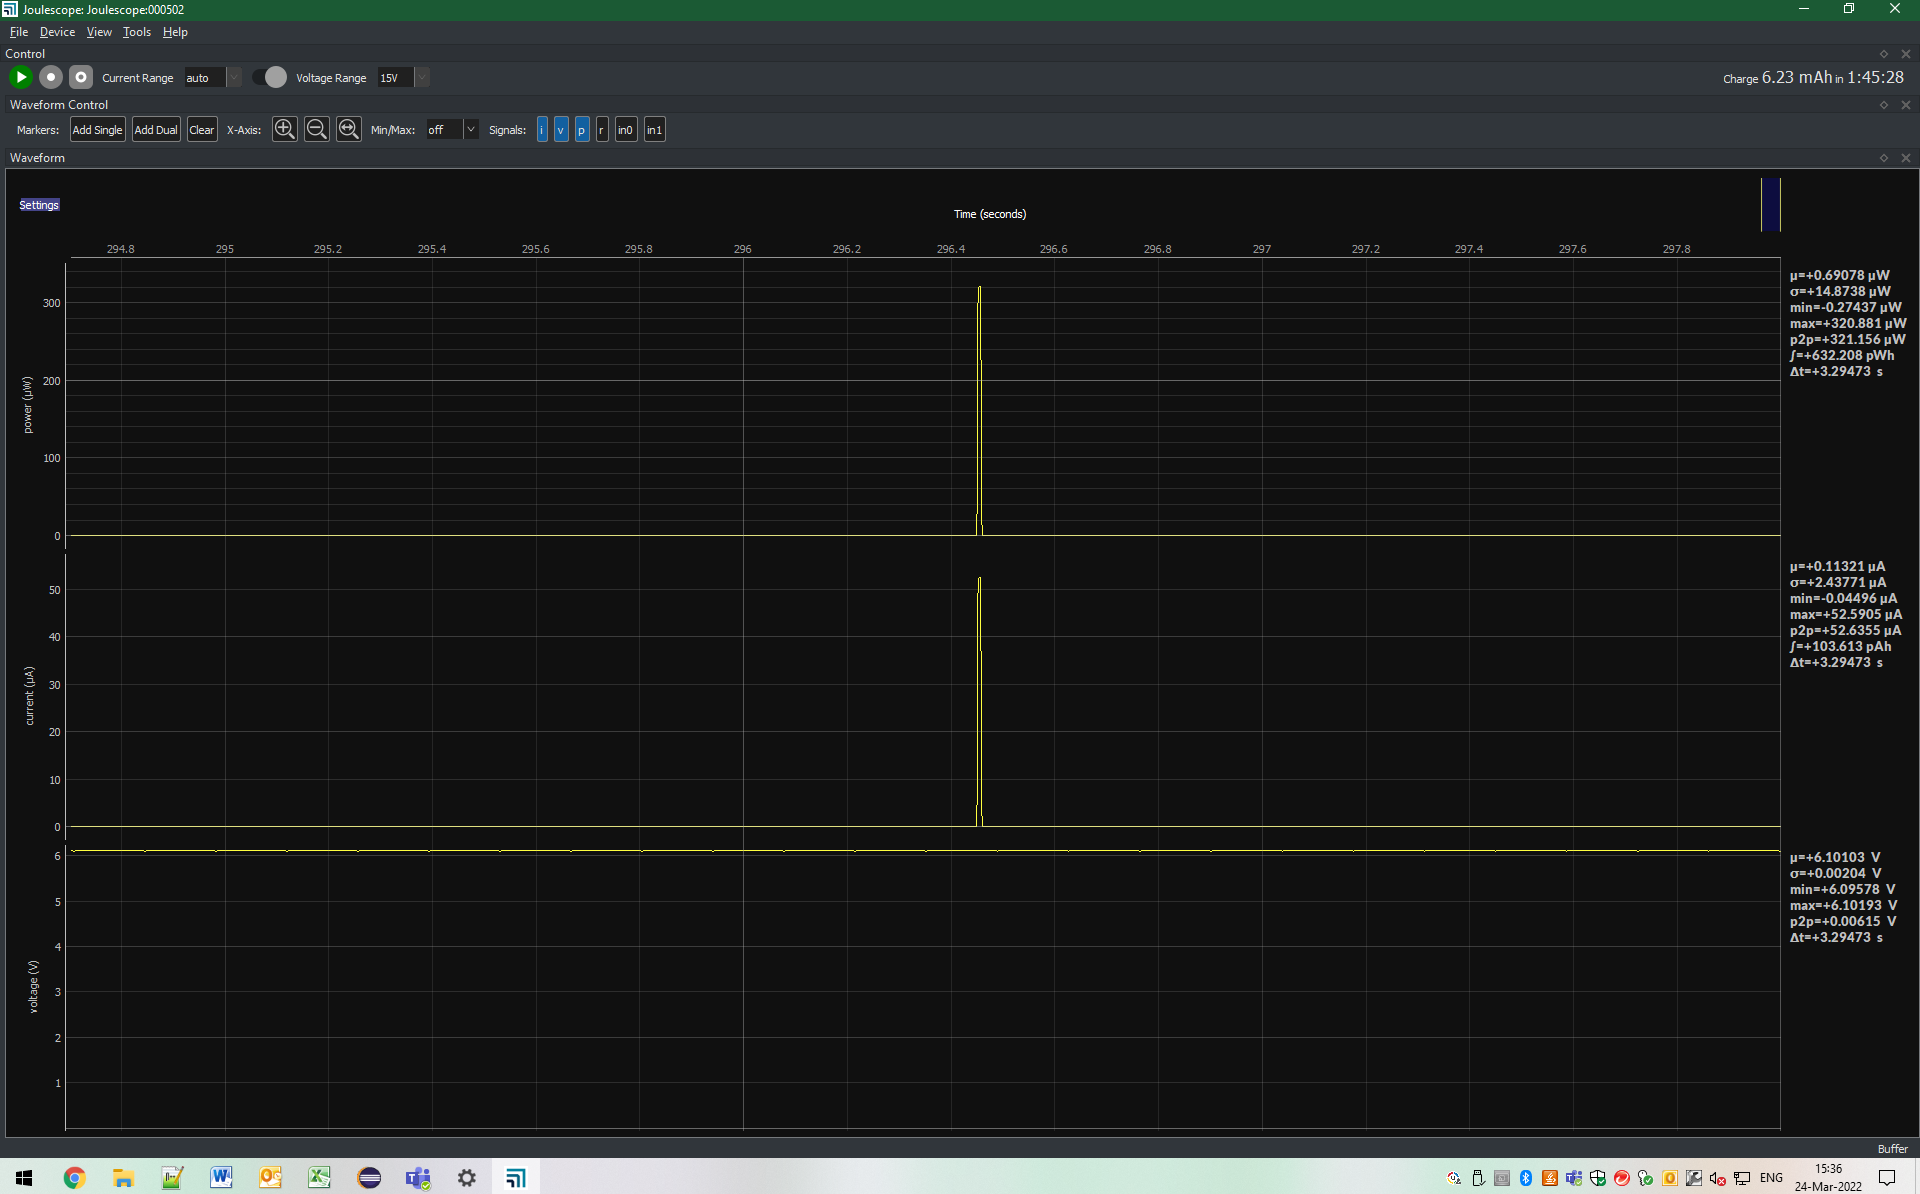 Joulescope: Joulescope:000502
File Device View Tools Help
Control
Current Range auto Voltage Range 15V Charge 6.23 mAh in 1:45:28
Waveform Control
Markers: Add Single Add Dual Clear X-Axis: Min/Max: off Signals: i v p r in0 in1
Waveform
Settings
Time (seconds)
294.8 295 295.2 295.4 295.6 295.8 296 296.2 296.4 296.6 296.8 297 297.2 297.4 297.6 297.8
power (µW)
300
200
100
0
µ=+0.69078 µW
σ=+14.8738 µW
min=-0.27437 µW
max=+320.881 µW
p2p=+321.156 µW
∫=+632.208 pWh
Δt=+3.29473 s
current (µA)
50
40
30
20
10
0
µ=+0.11321 µA
σ=+2.43771 µA
min=-0.04496 µA
max=+52.5905 µA
p2p=+52.6355 µA
∫=+103.613 pAh
Δt=+3.29473 s
voltage (V)
6
5
4
3
2
1
µ=+6.10103 V
σ=+0.00204 V
min=+6.09578 V
max=+6.10193 V
p2p=+0.00615 V
Δt=+3.29473 s
Buffer
ENG
15:36
24-Mar-2022